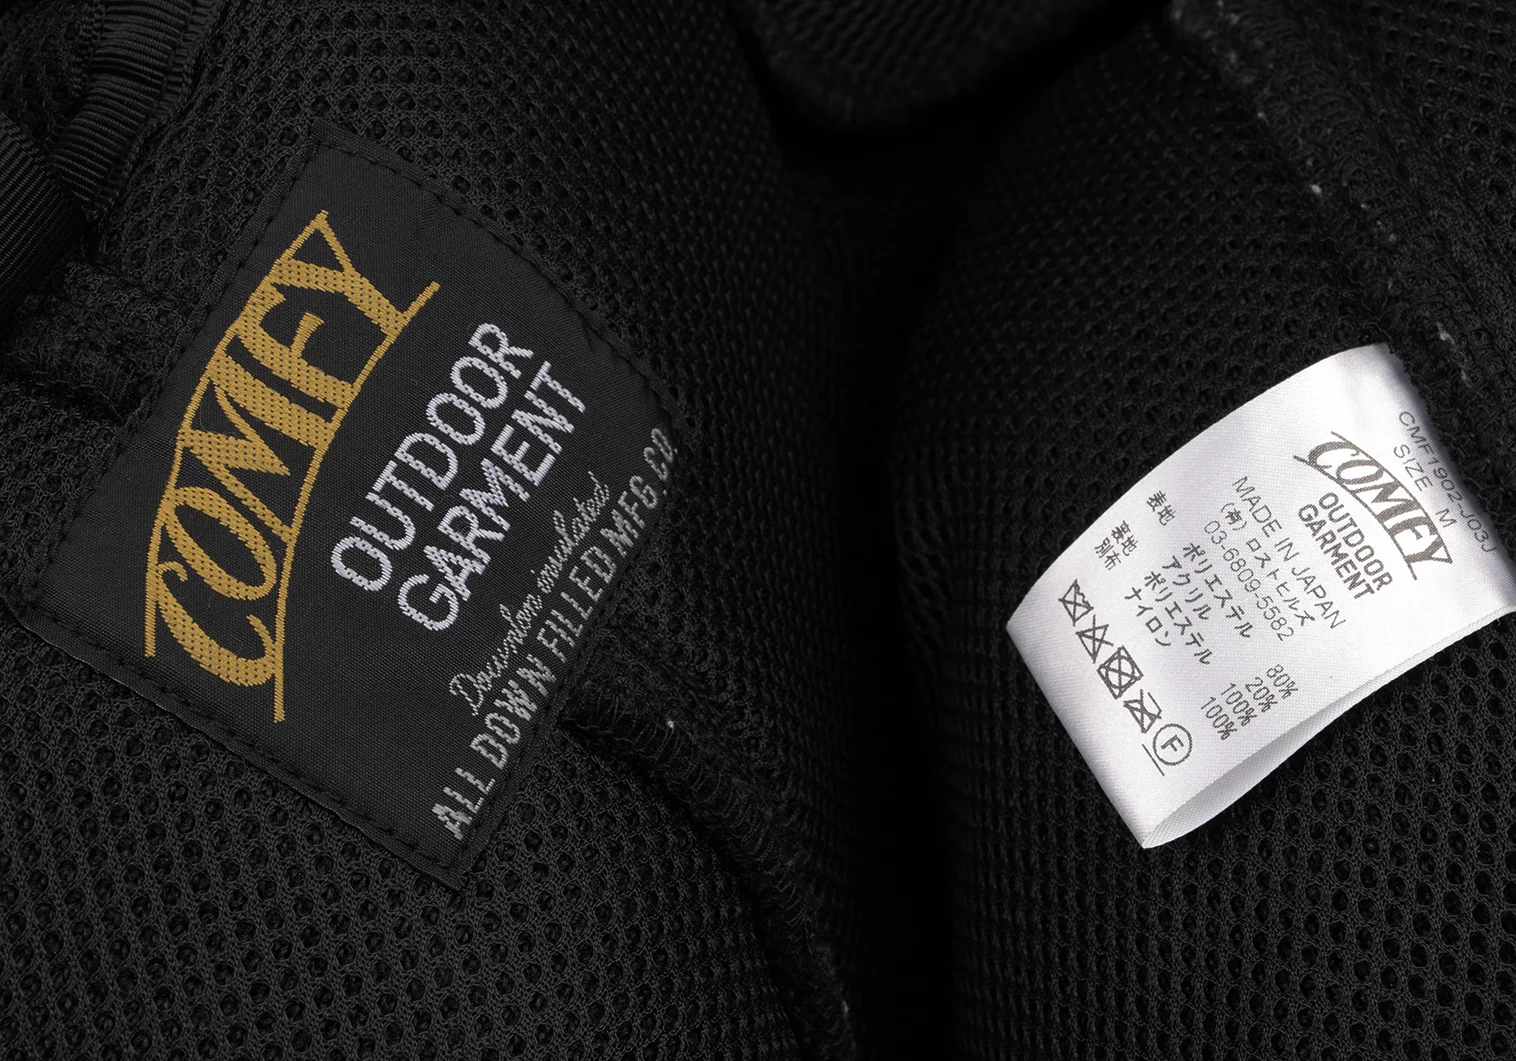 COMFY
OUTDOOR
GARMENT
Down-ton insulated
ALL DOWN FILLED MFG.CO.
CMF1902-J03J
SIZE M
COMFY
OUTDOOR
GARMENT
MADE IN JAPAN
(有) ロストヒルズ
03-6809-5582
表地 ポリエステル 80%
アクリル 20%
裏地 ポリエステル 100%
別布 ナイロン 100%
F